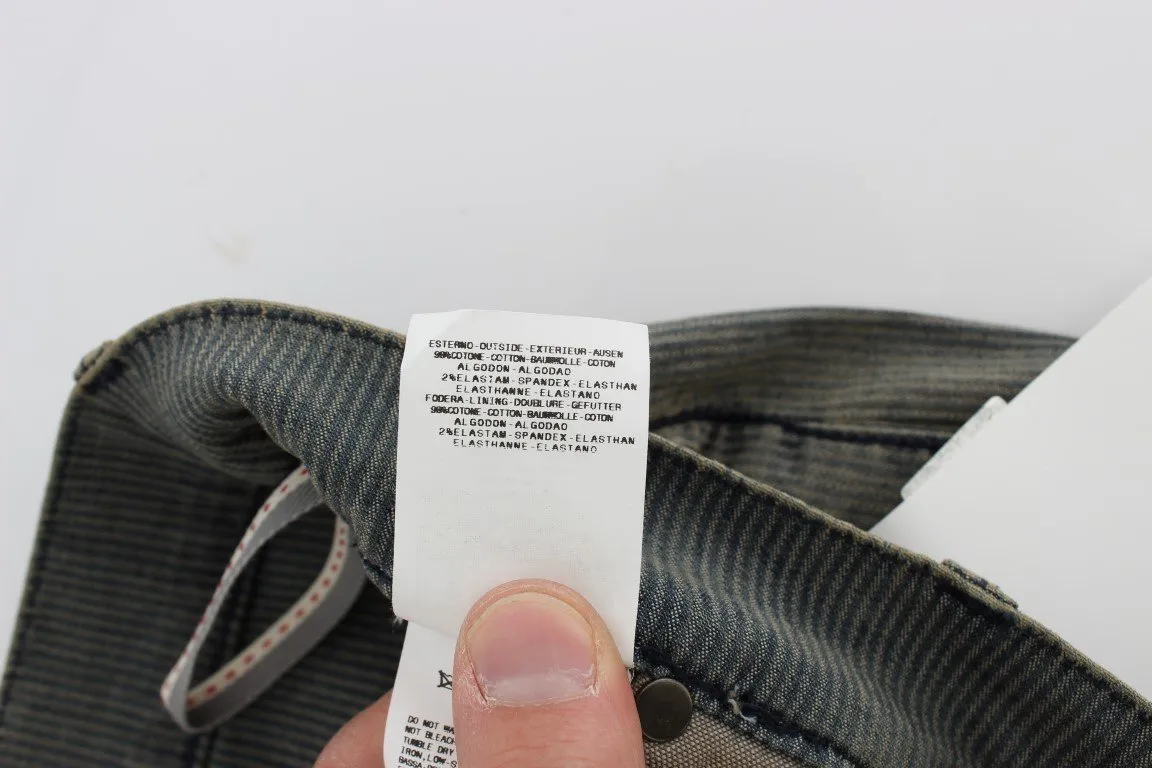 ESTERNO-OUTSIDE-EXTERIEUR-AUSEN
98%COTONE-COTTON-BAUMWOLLE-COTON
ALGODON-ALGODAO
2%ELASTAM-SPANDEX-ELASTHAN
ELASTHANNE-ELASTANO
FODERA-LINING-DOUBLURE-GEFUTTER
98%COTONE-COTTON-BAUMWOLLE-COTON
ALGODON-ALGODAO
2%ELASTAM-SPANDEX-ELASTHAN
ELASTHANNE-ELASTANO
DO NOT
NOT BLEACH
TUMBLE DRY
IRON, LOW